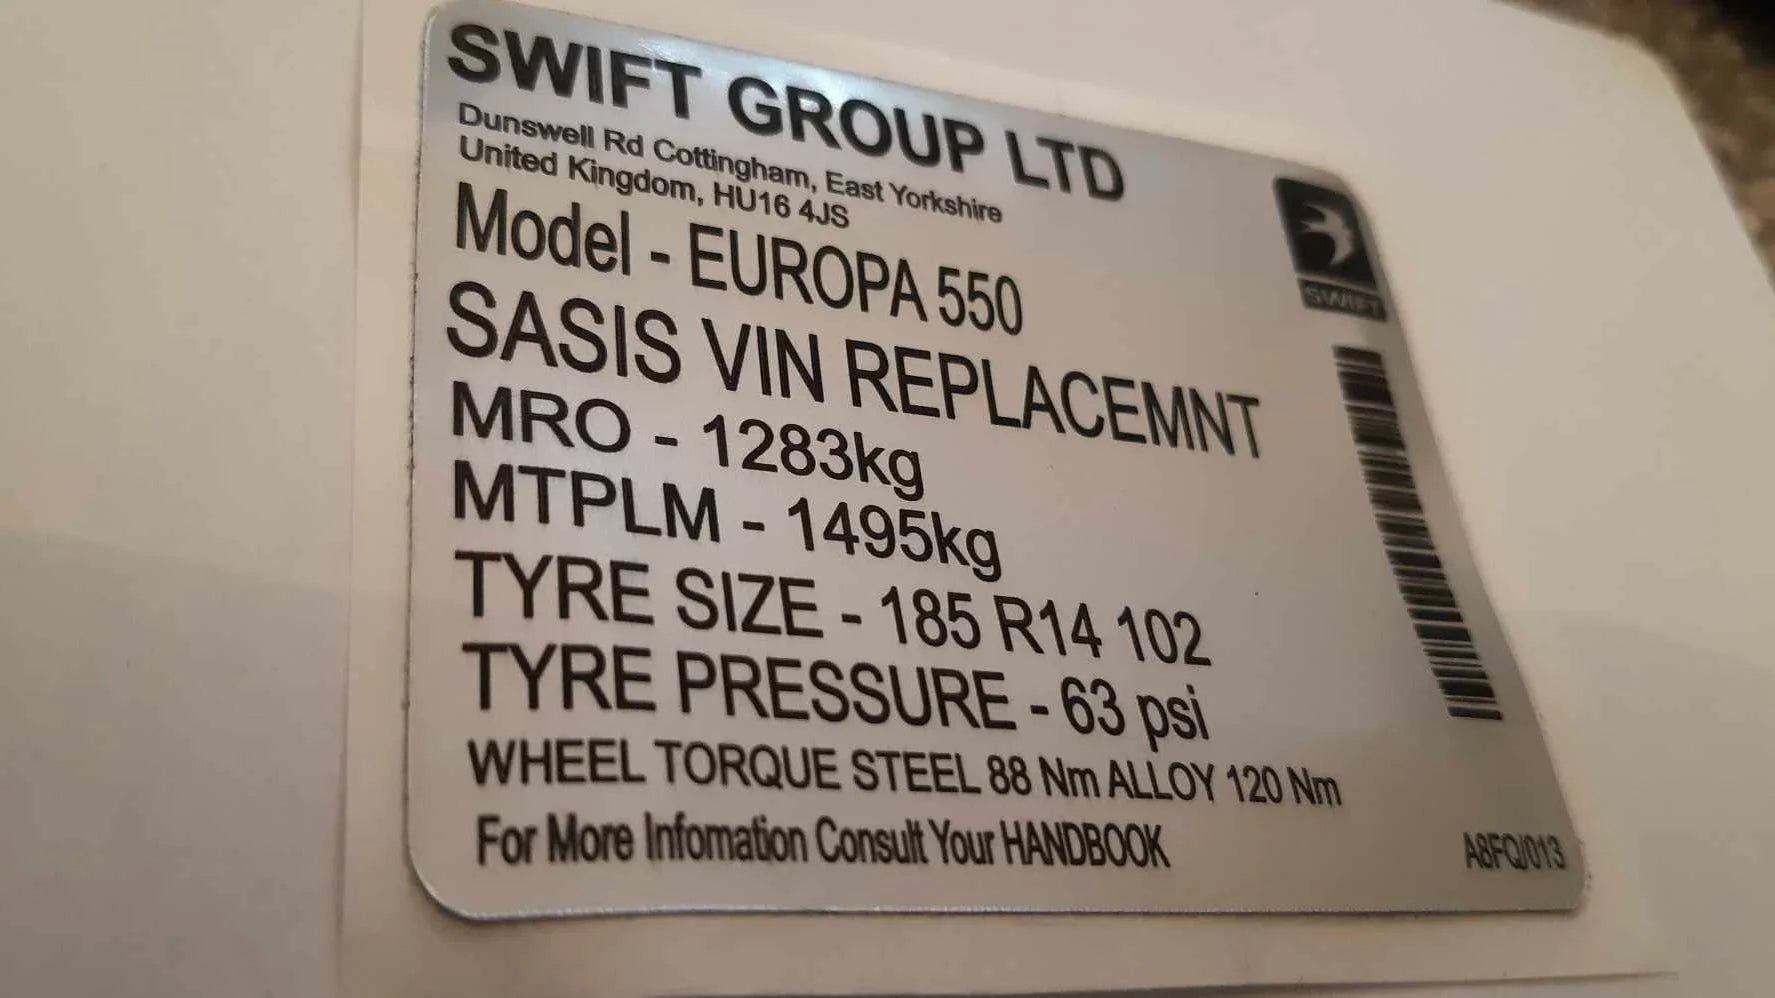 SWIFT GROUP LTD
Dunswell Rd Cottingham, East Yorkshire
United Kingdom, HU16 4JS
Model - EUROPA 550
SASIS VIN REPLACEMNT
MRO - 1283kg
MTPLM - 1495kg
TYRE SIZE - 185 R14 102
TYRE PRESSURE - 63 psi
WHEEL TORQUE STEEL 88 Nm ALLOY 120 Nm
For More Infomation Consult Your HANDBOOK
SWIFT
A8FQ/013